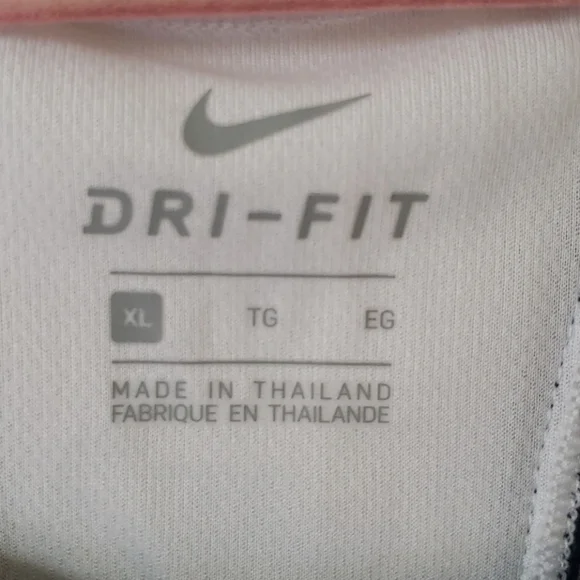 DRI-FIT
XL TG EG
MADE IN THAILAND
FABRIQUE EN THAILANDE